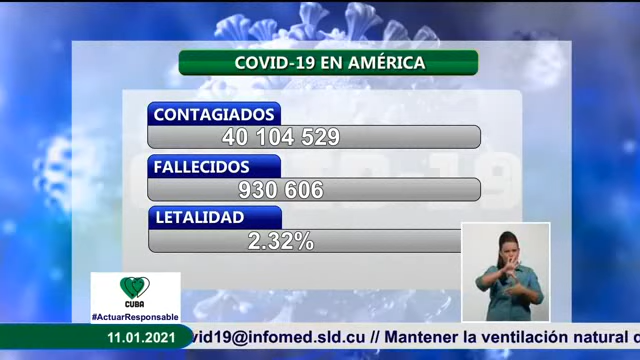 COVID-19 EN AMÉRICA
CONTAGIADOS
40 104 529
FALLECIDOS
930 606
LETALIDAD
2.32%
CUBA
#ActuarResponsable
11.01.2021
vid19@infomed.sld.cu // Mantener la ventilación natural